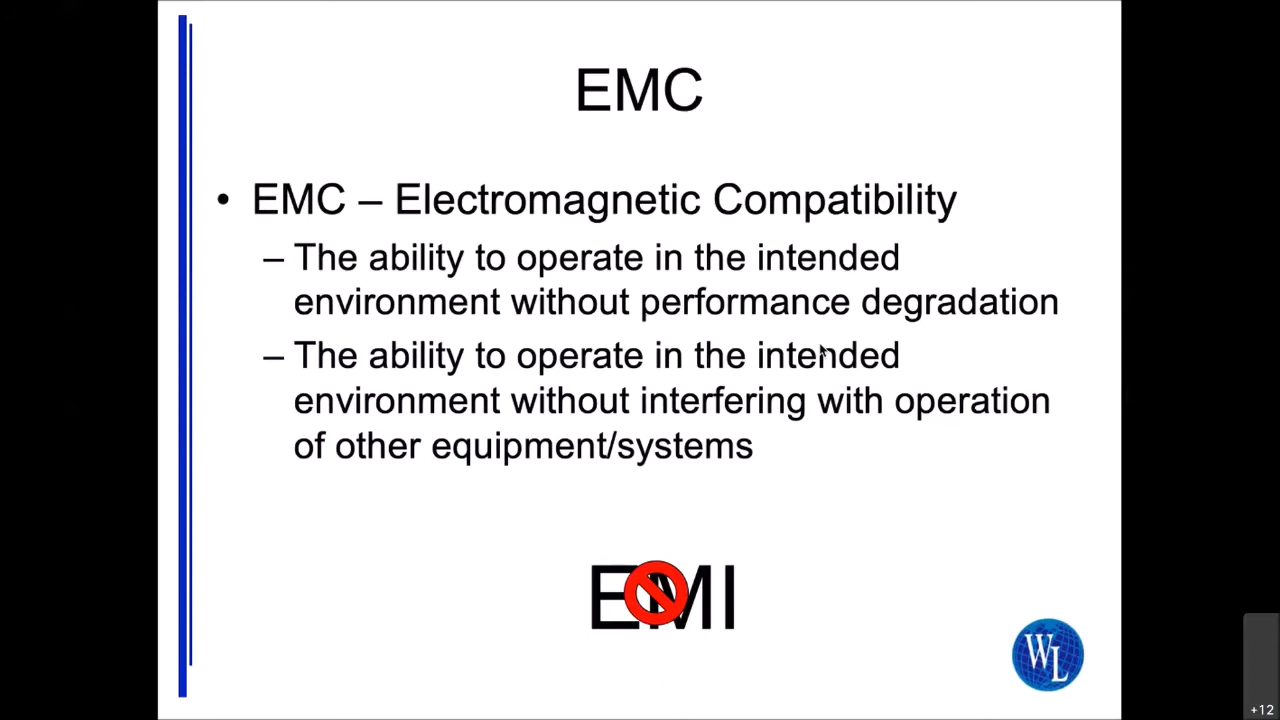 EMC
• EMC – Electromagnetic Compatibility
– The ability to operate in the intended
environment without performance degradation
– The ability to operate in the intended
environment without interfering with operation
of other equipment/systems
EMI
WL
+12